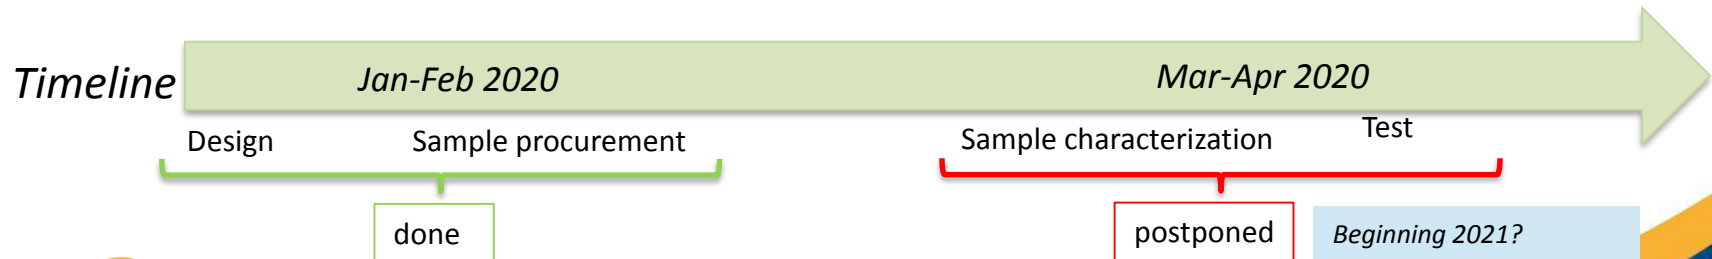 Timeline
Jan-Feb 2020
Mar-Apr 2020
Design
Sample procurement
Sample characterization
Test
done
postponed
Beginning 2021?